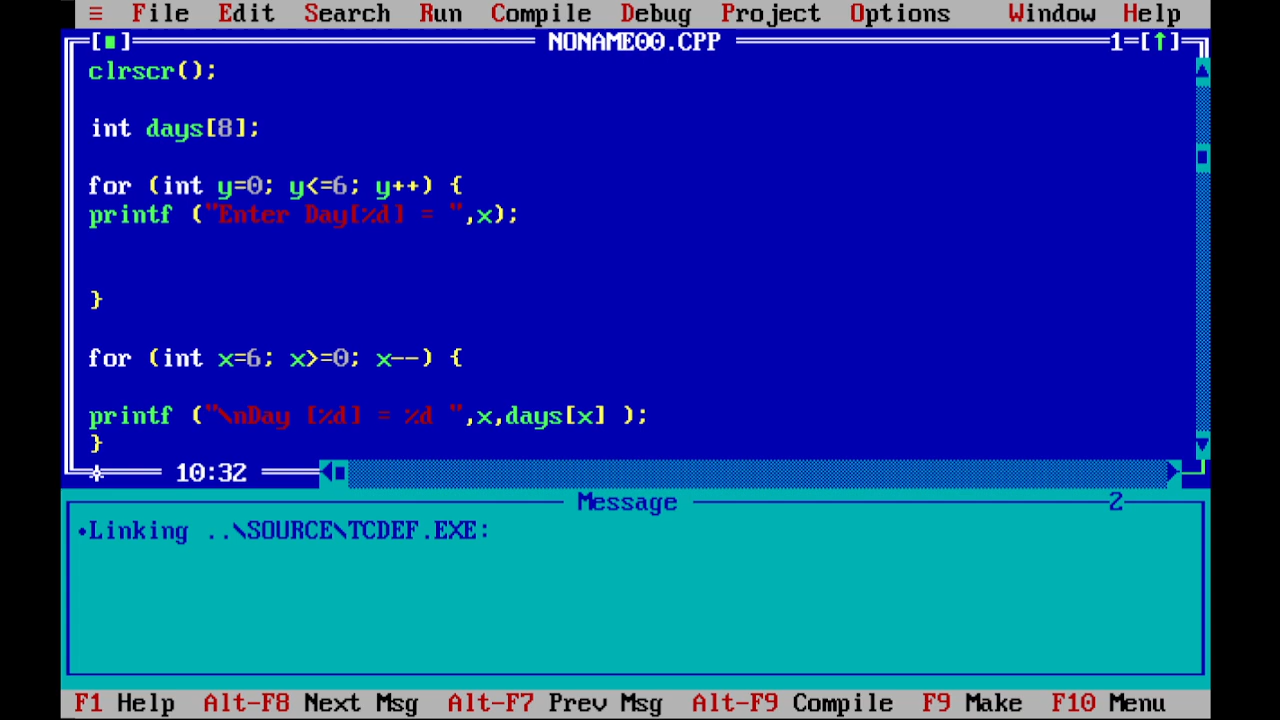 ≡ File Edit Search Run Compile Debug Project Options Window Help
[■] NONAME00.CPP 1=[↑]
clrscr();
int days[8];
for (int y=0; y<=6; y++) {
printf ("Enter Day[%d] = ",x);
}
for (int x=6; x>=0; x--) {
printf ("\nDay [%d] = %d ",x,days[x] );
}
10:32
Message 2
•Linking ..\SOURCE\TCDEF.EXE:
F1 Help Alt-F8 Next Msg Alt-F7 Prev Msg Alt-F9 Compile F9 Make F10 Menu